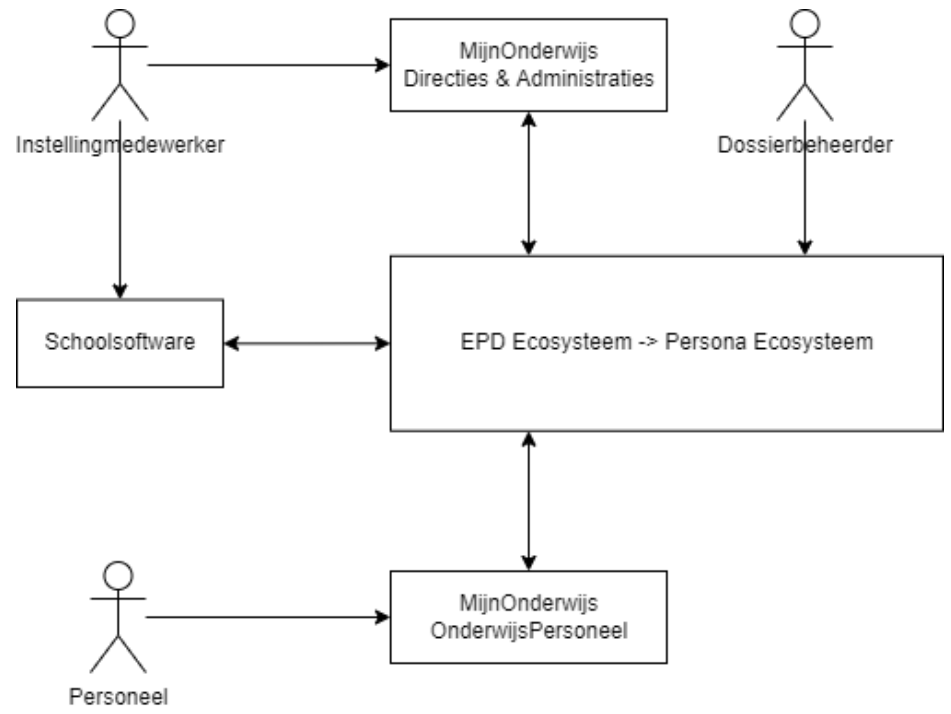 MijnOnderwijs
Directies & Administraties
Instellingmedewerker
Dossierbeheerder
Schoolsoftware
EPD Ecosysteem -> Persona Ecosysteem
MijnOnderwijs
OnderwijsPersoneel
Personeel